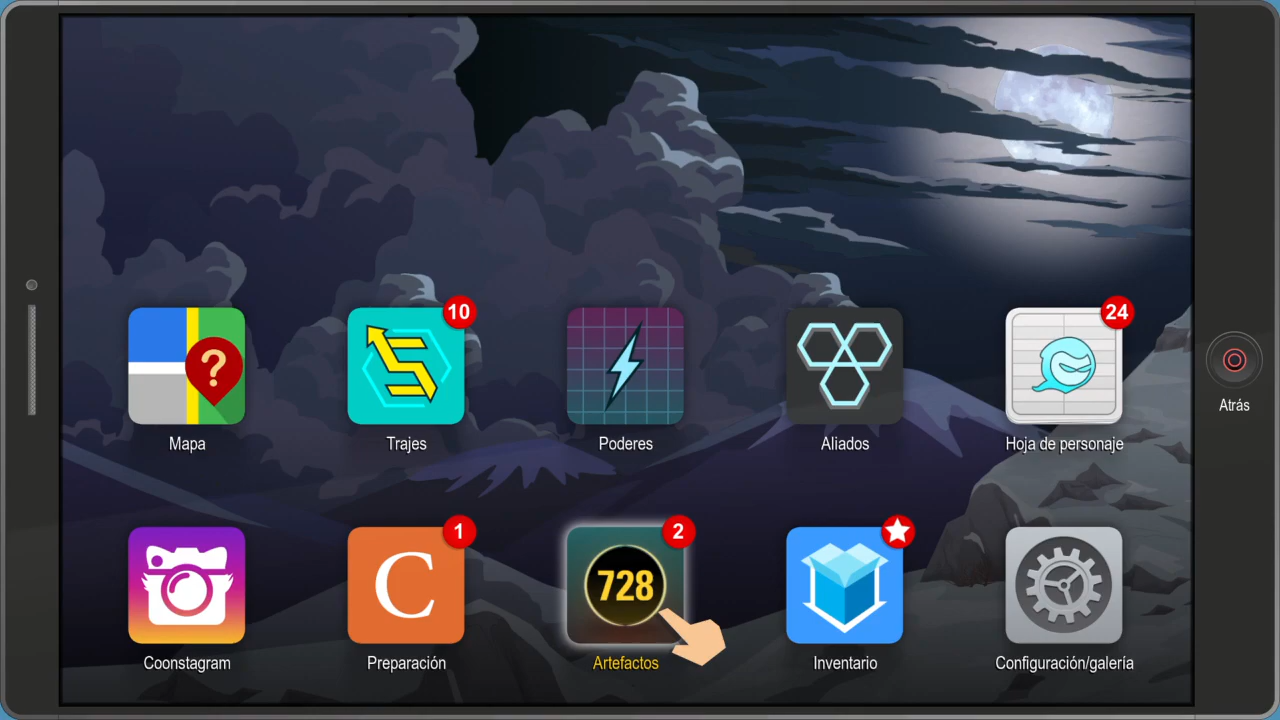 10
24
?
Mapa
Trajes
Poderes
Aliados
Hoja de personaje
Atrás
1
2
C
728
Coonstagram
Preparación
Artefactos
Inventario
Configuración/galería